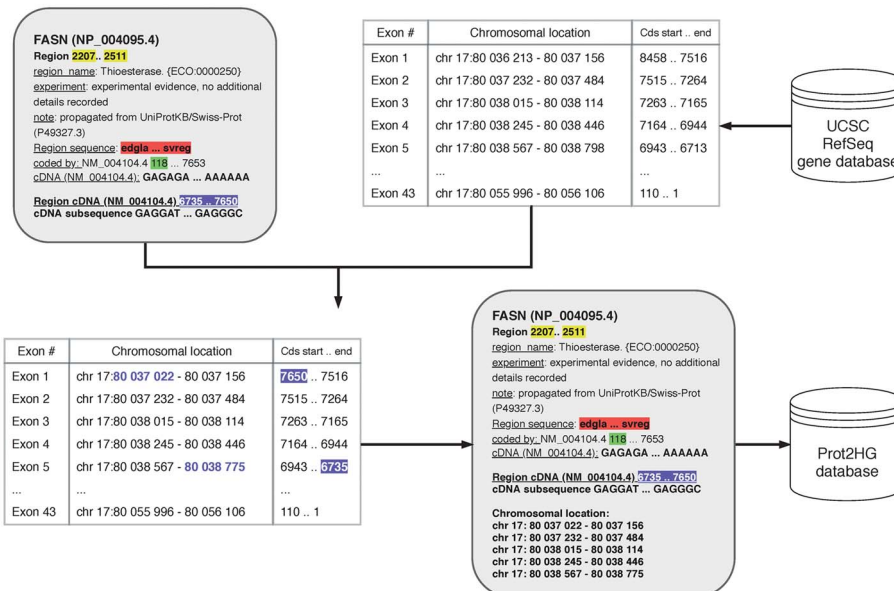 FASN (NP_004095.4)
Region 2207.. 2511
region_name: Thioesterase. {ECO:0000250}
experiment: experimental evidence, no additional
details recorded
note: propagated from UniProtKB/Swiss-Prot
(P49327.3)
Region sequence: edgla ... svreg
coded by: NM_004104.4 118 ... 7653
cDNA (NM_004104.4): GAGAGA ... AAAAAA
Region cDNA (NM_004104.4) 6735 .. 7650
cDNA subsequence GAGGAT ... GAGGGC
Exon # Chromosomal location Cds start .. end
Exon 1 chr 17:80 036 213 - 80 037 156 8458 .. 7516
Exon 2 chr 17:80 037 232 - 80 037 484 7515 .. 7264
Exon 3 chr 17:80 038 015 - 80 038 114 7263 .. 7165
Exon 4 chr 17:80 038 245 - 80 038 446 7164 .. 6944
Exon 5 chr 17:80 038 567 - 80 038 798 6943 .. 6713
... ... ...
Exon 43 chr 17:80 055 996 - 80 056 106 110 .. 1
UCSC
RefSeq
gene database
Exon # Chromosomal location Cds start .. end
Exon 1 chr 17:80 037 022 - 80 037 156 7650 .. 7516
Exon 2 chr 17:80 037 232 - 80 037 484 7515 .. 7264
Exon 3 chr 17:80 038 015 - 80 038 114 7263 .. 7165
Exon 4 chr 17:80 038 245 - 80 038 446 7164 .. 6944
Exon 5 chr 17:80 038 567 - 80 038 775 6943 .. 6735
... ... ...
Exon 43 chr 17:80 055 996 - 80 056 106 110 .. 1
FASN (NP_004095.4)
Region 2207.. 2511
region_name: Thioesterase. {ECO:0000250}
experiment: experimental evidence, no additional
details recorded
note: propagated from UniProtKB/Swiss-Prot
(P49327.3)
Region sequence: edgla ... svreg
coded by: NM_004104.4 118 ... 7653
cDNA (NM_004104.4): GAGAGA ... AAAAAA
Region cDNA (NM_004104.4) 6735 .. 7650
cDNA subsequence GAGGAT ... GAGGGC
Chromosomal location:
chr 17: 80 037 022 - 80 037 156
chr 17: 80 037 232 - 80 037 484
chr 17: 80 038 015 - 80 038 114
chr 17: 80 038 245 - 80 038 446
chr 17: 80 038 567 - 80 038 775
Prot2HG
database